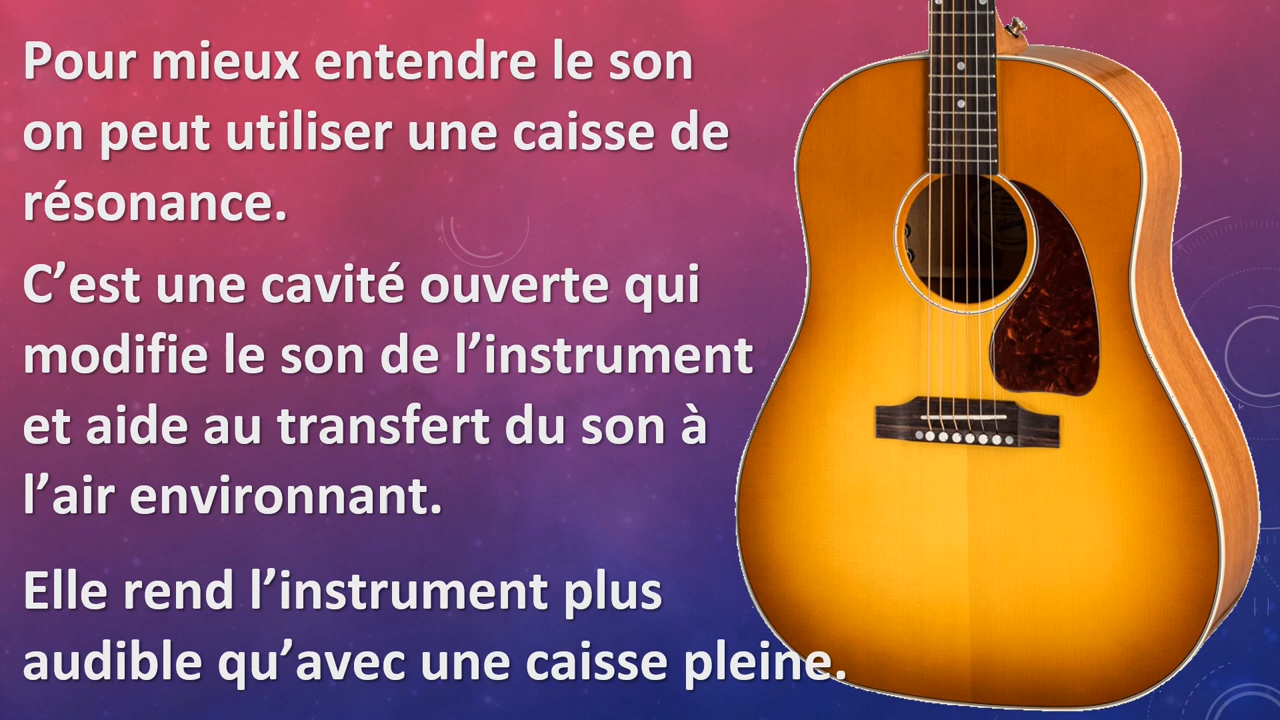 Pour mieux entendre le son
on peut utiliser une caisse de
résonance.
C’est une cavité ouverte qui
modifie le son de l’instrument
et aide au transfert du son à
l’air environnant.
Elle rend l’instrument plus
audible qu’avec une caisse pleine.